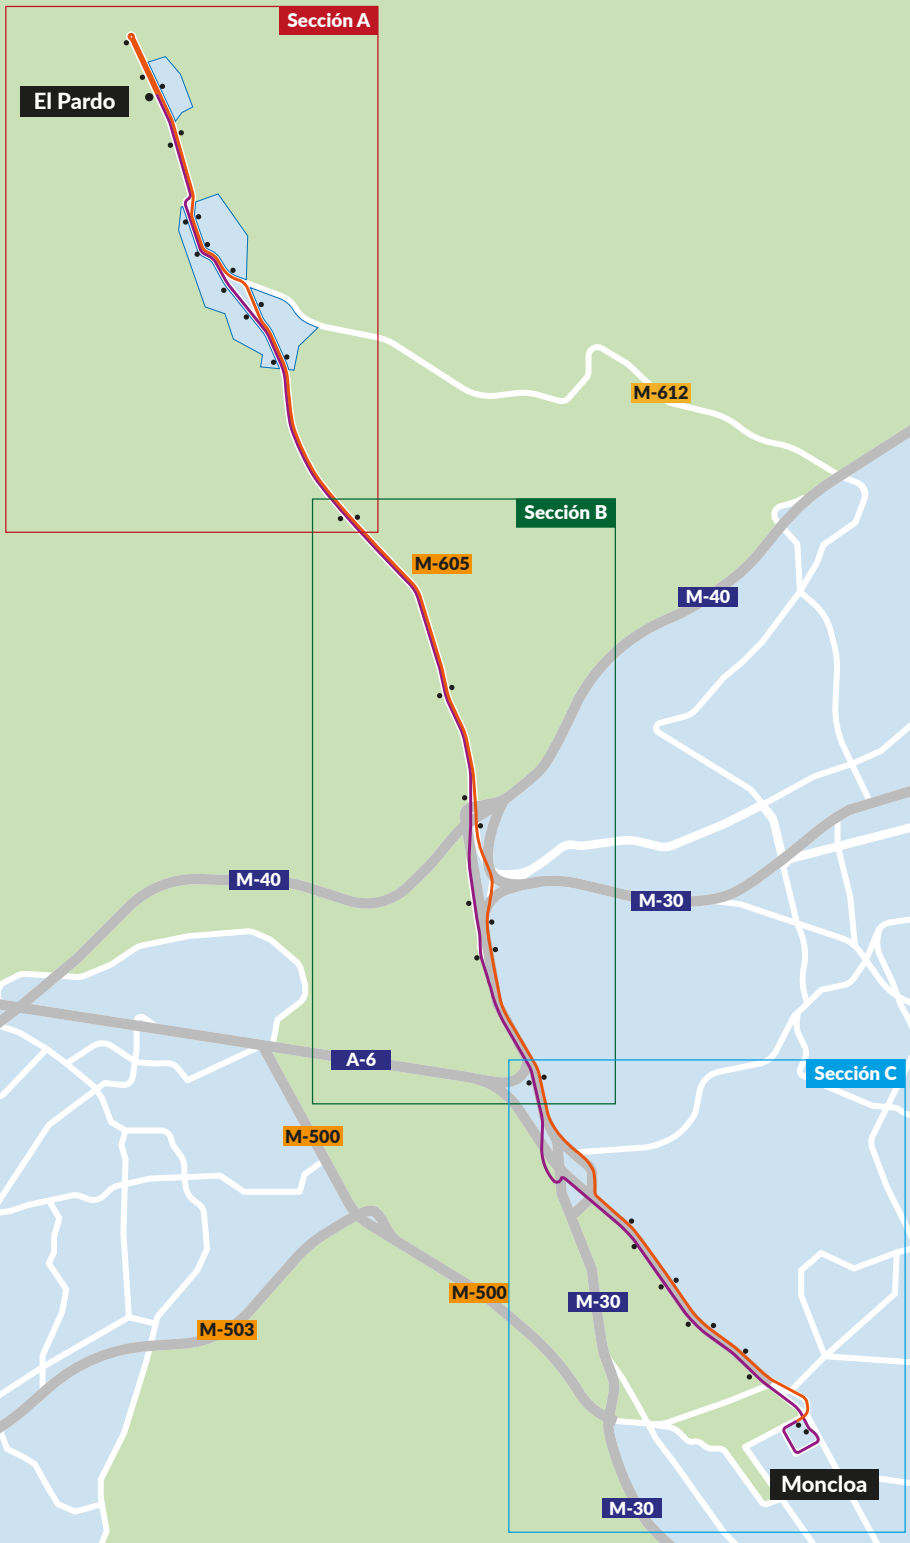 Sección A
El Pardo
M-612
Sección B
M-605
M-40
M-40
M-30
A-6
Sección C
M-500
M-500
M-30
M-503
Moncloa
M-30